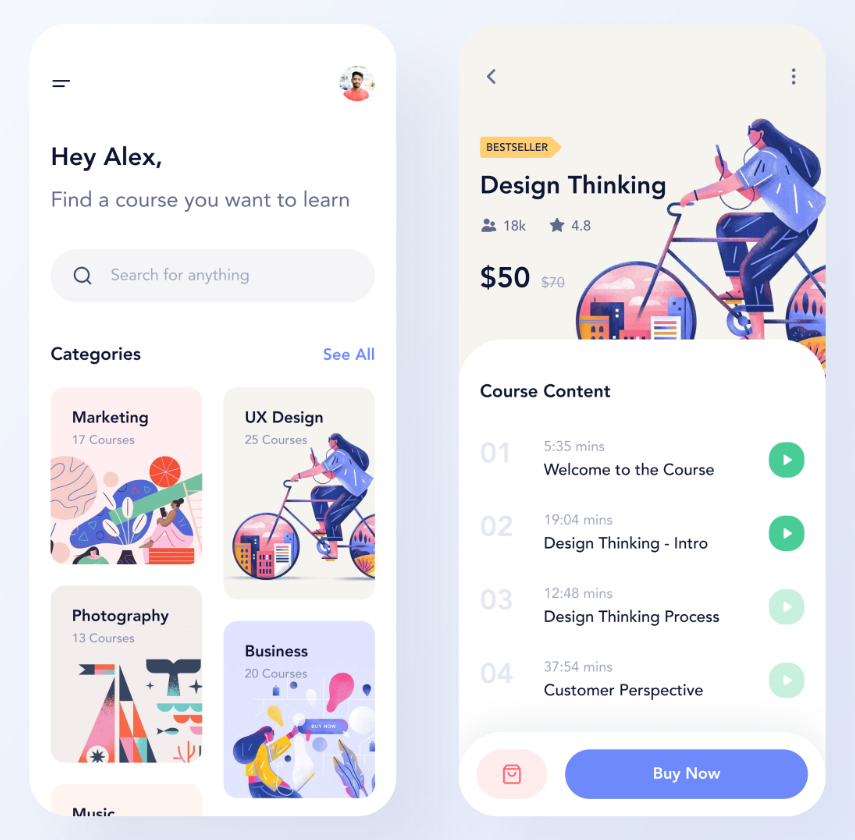 Hey Alex,
Find a course you want to learn
Search for anything
Categories
See All
Marketing
17 Courses
UX Design
25 Courses
Photography
13 Courses
Business
20 Courses
BUY NOW
Music
BESTSELLER
Design Thinking
18k 4.8
$50 $70
Course Content
01
5:35 mins
Welcome to the Course
02
19:04 mins
Design Thinking - Intro
03
12:48 mins
Design Thinking Process
04
37:54 mins
Customer Perspective
Buy Now